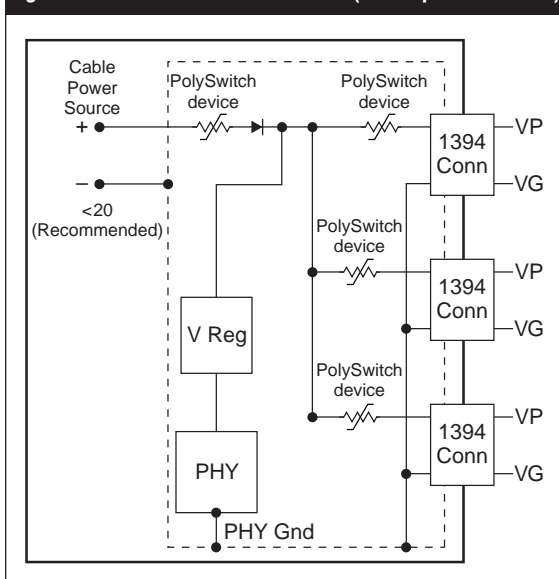 Cable
Power
Source
+
–
<20
(Recommended)
PolySwitch
device
PolySwitch
device
1394
Conn
VP
VG
PolySwitch
device
1394
Conn
VP
VG
V Reg
PolySwitch
device
1394
Conn
VP
VG
PHY
PHY Gnd